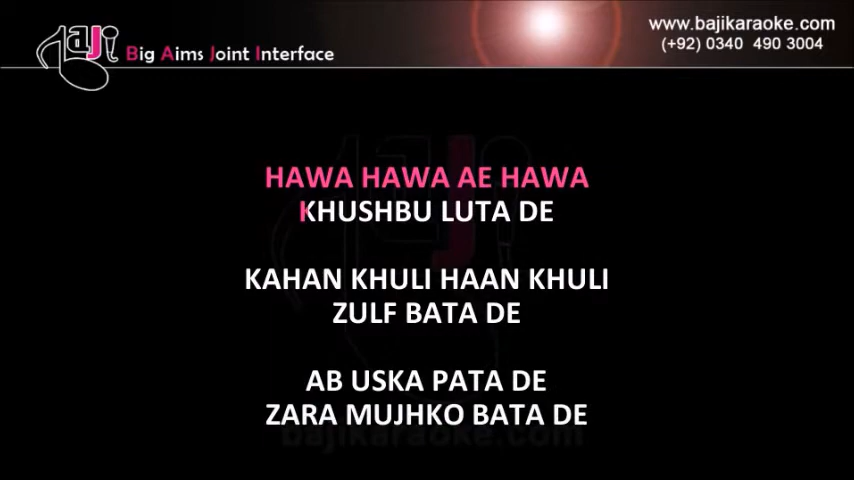 www.bajikaraoke.com
(+92) 0340 490 3004
aji
Big Aims Joint Interface
HAWA HAWA AE HAWA
KHUSHBU LUTA DE
KAHAN KHULI HAAN KHULI
ZULF BATA DE
AB USKA PATA DE
ZARA MUJHKO BATA DE
bajikaraoke.com